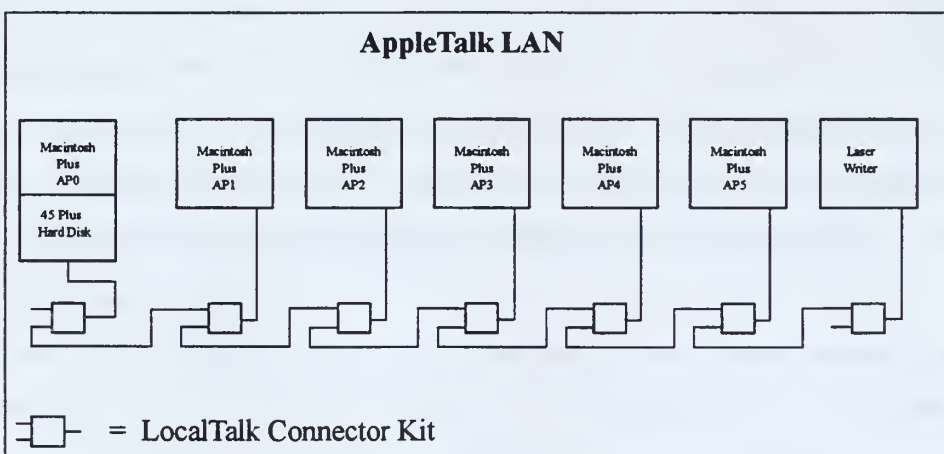 AppleTalk LAN
Macintosh
Plus
AP0
45 Plus
Hard Disk
Macintosh
Plus
AP1
Macintosh
Plus
AP2
Macintosh
Plus
AP3
Macintosh
Plus
AP4
Macintosh
Plus
AP5
Laser
Writer
= LocalTalk Connector Kit